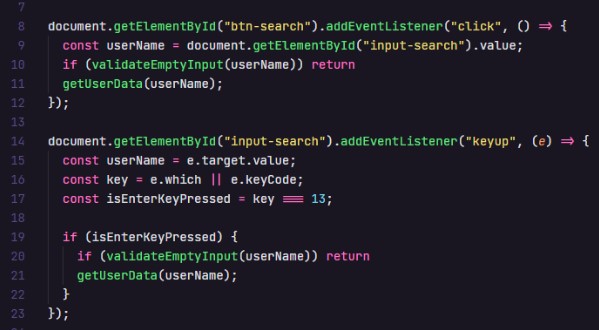 7
8 document.getElementById("btn-search").addEventListener("click", () => {
9   const userName = document.getElementById("input-search").value;
10   if (validateEmptyInput(userName)) return
11   getUserData(userName);
12 });
13
14 document.getElementById("input-search").addEventListener("keyup", (e) => {
15   const userName = e.target.value;
16   const key = e.which || e.keyCode;
17   const isEnterKeyPressed = key === 13;
18
19   if (isEnterKeyPressed) {
20     if (validateEmptyInput(userName)) return
21     getUserData(userName);
22   }
23 });